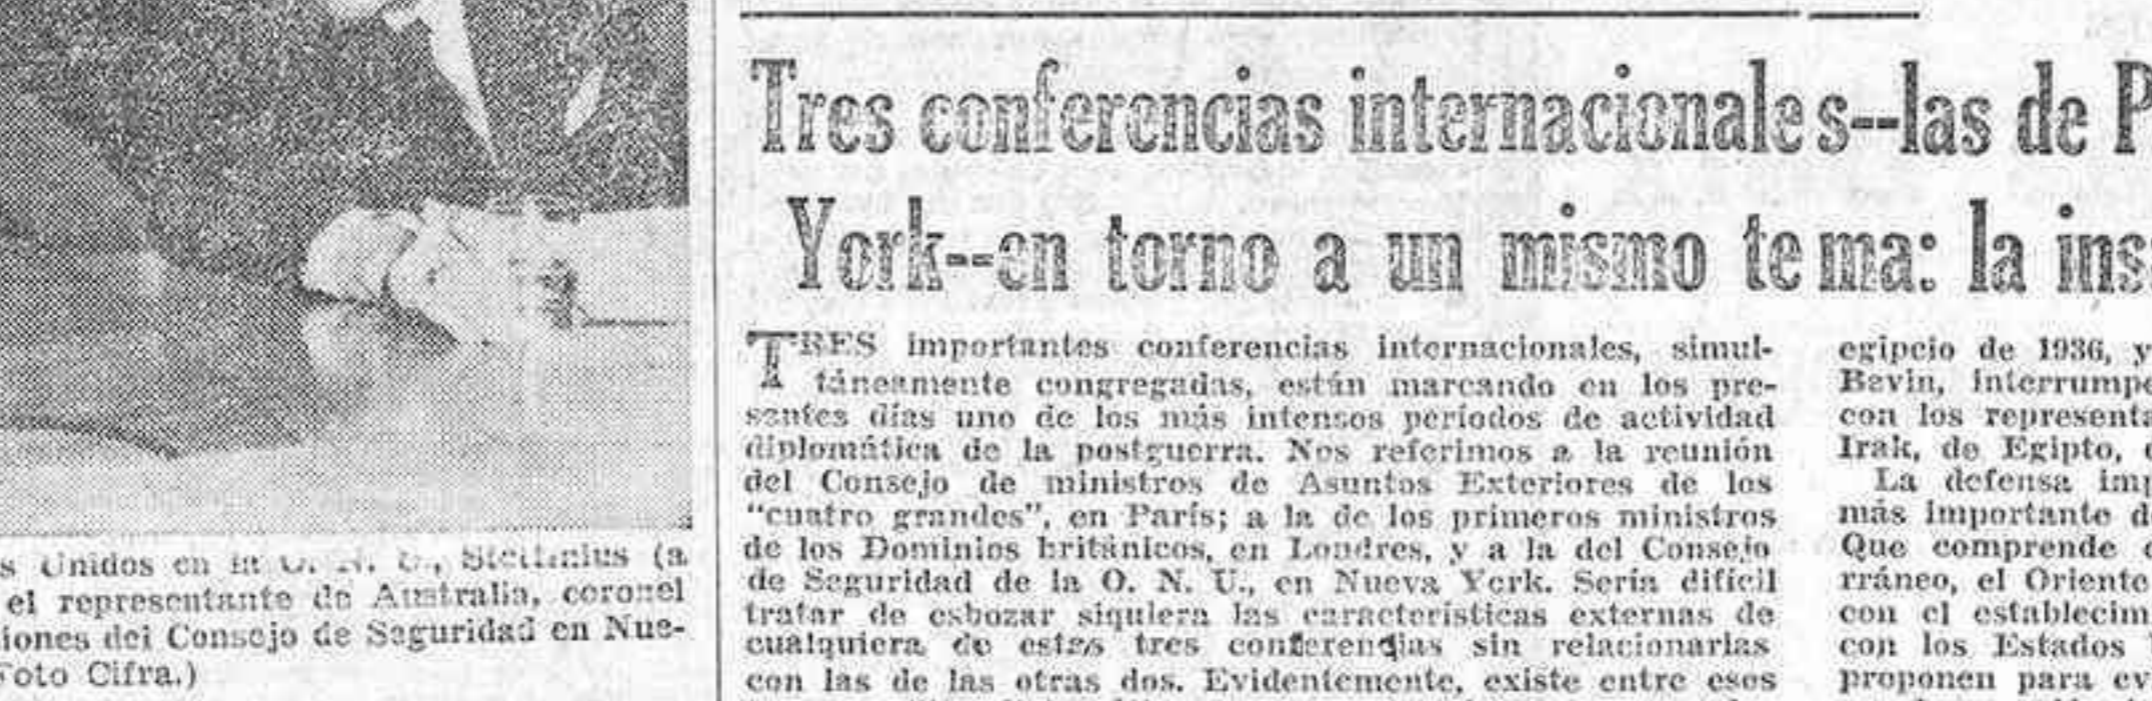 Tres conferencias internacionales--las de P
York--en torno a un mismo tema: la ins
s Unidos en la O. N. U., Stettinius (a
el representante de Australia, coronel
iones del Consejo de Seguridad en Nue-
Foto Cifra.)
TRES importantes conferencias internacionales, simul-
táneamente congregadas, están marcando en los pre-
sentes días uno de los más intensos períodos de actividad
diplomática de la postguerra. Nos referimos a la reunión
del Consejo de ministros de Asuntos Exteriores de los
"cuatro grandes", en París; a la de los primeros ministros
de los Dominios británicos, en Londres, y a la del Consejo
de Seguridad de la O. N. U., en Nueva York. Sería difícil
tratar de esbozar siquiera las características externas de
cualquiera de estas tres conferencias sin relacionarlas
con las de las otras dos. Evidentemente, existe entre esos
egipcio de 1936, y
Bevin, interrumpe
con los representa
Irak, de Egipto,
La defensa imp
más importante d
Que comprende
rráneo, el Oriente
con el establecim
con los Estados
proponen para ev